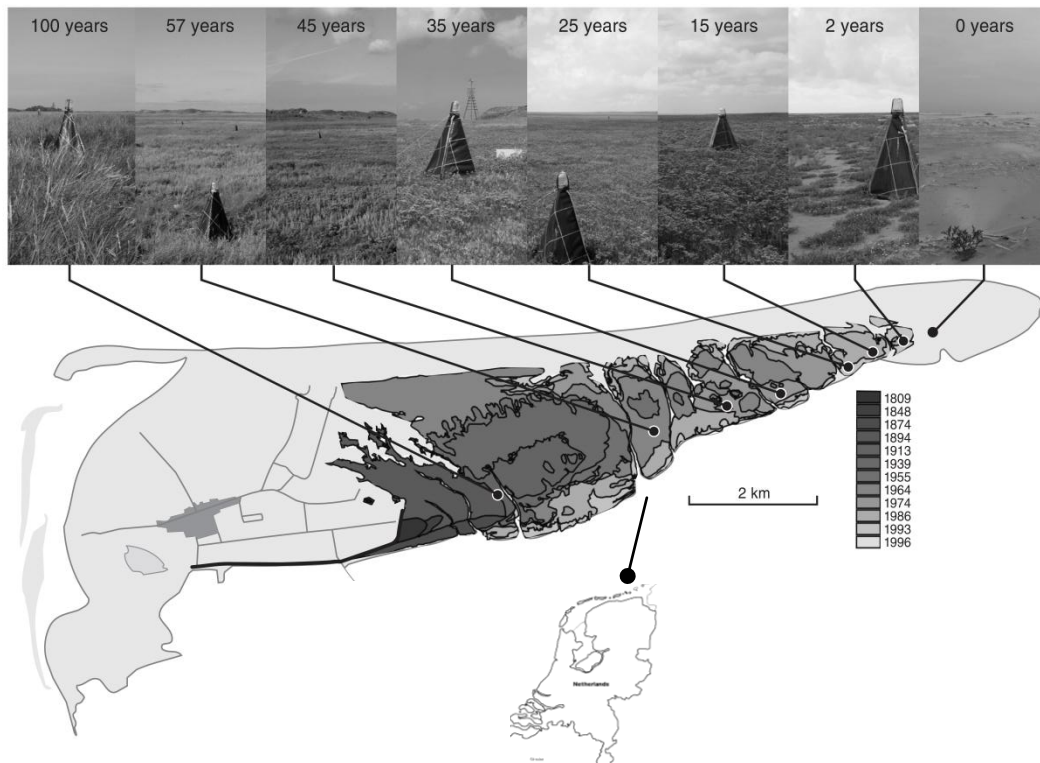 100 years
57 years
45 years
35 years
25 years
15 years
2 years
0 years
1809
1848
1874
1894
1913
1939
1955
1964
1974
1986
1993
1996
2 km
Netherlands